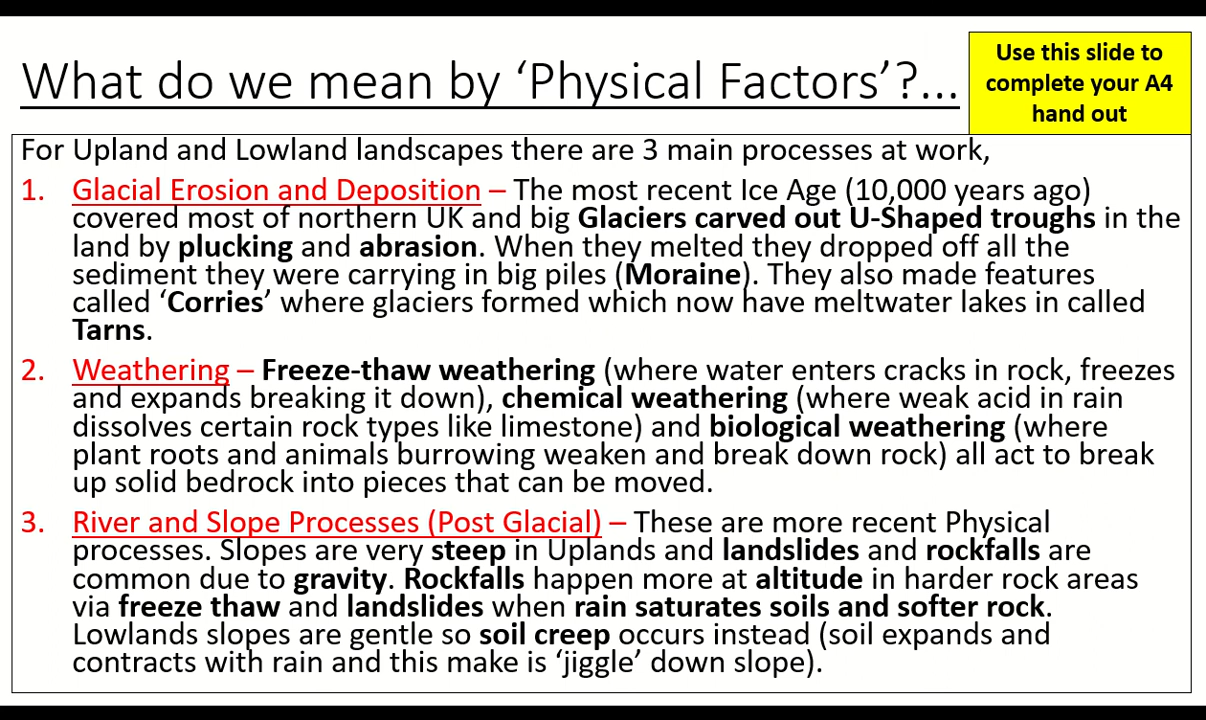 What do we mean by ‘Physical Factors’?...
Use this slide to
complete your A4
hand out
For Upland and Lowland landscapes there are 3 main processes at work,
1. Glacial Erosion and Deposition – The most recent Ice Age (10,000 years ago)
covered most of northern UK and big Glaciers carved out U-Shaped troughs in the
land by plucking and abrasion. When they melted they dropped off all the
sediment they were carrying in big piles (Moraine). They also made features
called ‘Corries’ where glaciers formed which now have meltwater lakes in called
Tarns.
2. Weathering – Freeze-thaw weathering (where water enters cracks in rock, freezes
and expands breaking it down), chemical weathering (where weak acid in rain
dissolves certain rock types like limestone) and biological weathering (where
plant roots and animals burrowing weaken and break down rock) all act to break
up solid bedrock into pieces that can be moved.
3. River and Slope Processes (Post Glacial) – These are more recent Physical
processes. Slopes are very steep in Uplands and landslides and rockfalls are
common due to gravity. Rockfalls happen more at altitude in harder rock areas
via freeze thaw and landslides when rain saturates soils and softer rock.
Lowlands slopes are gentle so soil creep occurs instead (soil expands and
contracts with rain and this make is ‘jiggle’ down slope).